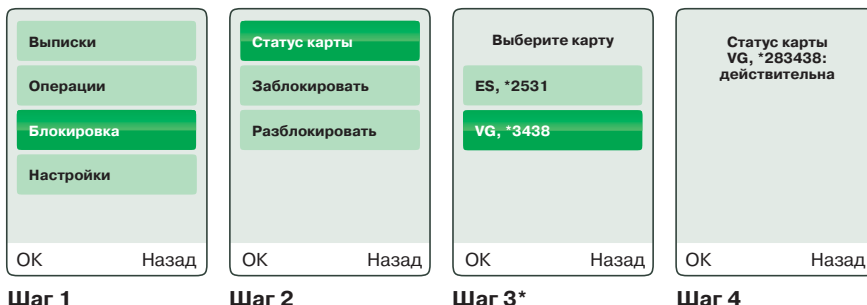 Выписки
Операции
Блокировка
Настройки
OK Назад
Шаг 1
Статус карты
Заблокировать
Разблокировать
OK Назад
Шаг 2
Выберите карту
ES, *2531
VG, *3438
OK Назад
Шаг 3*
Статус карты
VG, *283438:
действительна
OK Назад
Шаг 4